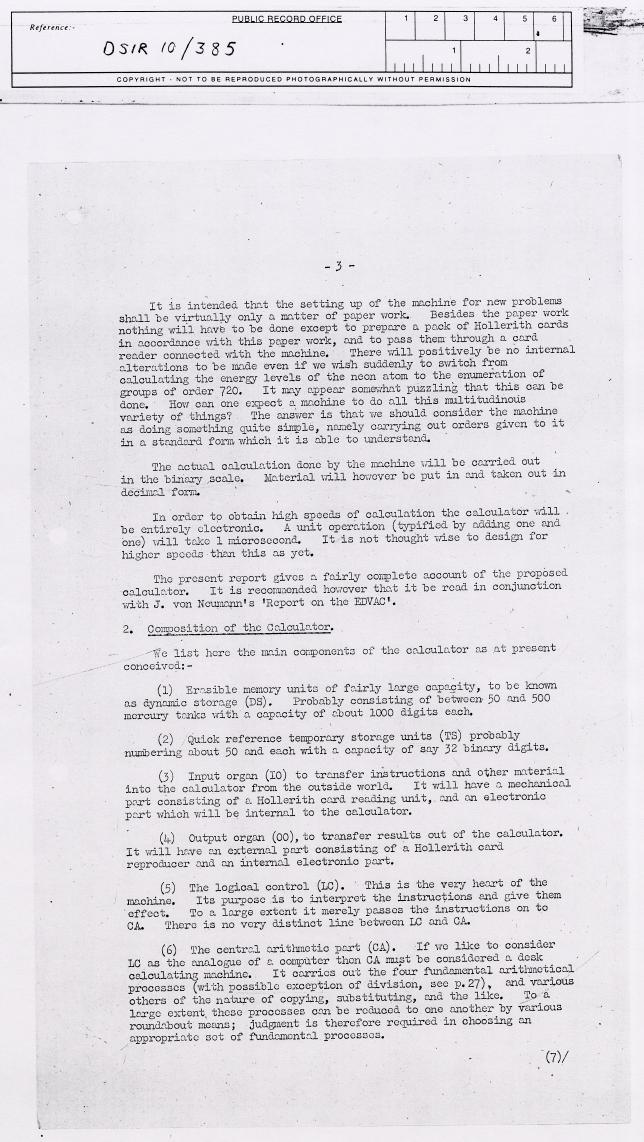 PUBLIC RECORD OFFICE
Reference:-
DSIR 10/385
1 2 3 4 5 6
1 2
COPYRIGHT - NOT TO BE REPRODUCED PHOTOGRAPHICALLY WITHOUT PERMISSION
- 3 -
It is intended that the setting up of the machine for new problems
shall be virtually only a matter of paper work. Besides the paper work
nothing will have to be done except to prepare a pack of Hollerith cards
in accordance with this paper work, and to pass them through a card
reader connected with the machine. There will positively be no internal
alterations to be made even if we wish suddenly to switch from
calculating the energy levels of the neon atom to the enumeration of
groups of order 720. It may appear somewhat puzzling that this can be
done. How can one expect a machine to do all this multitudinous
variety of things? The answer is that we should consider the machine
as doing something quite simple, namely carrying out orders given to it
in a standard form which it is able to understand.
The actual calculation done by the machine will be carried out
in the binary scale. Material will however be put in and taken out in
decimal form.
In order to obtain high speeds of calculation the calculator will
be entirely electronic. A unit operation (typified by adding one and
one) will take 1 microsecond. It is not thought wise to design for
higher speeds than this as yet.
The present report gives a fairly complete account of the proposed
calculator. It is recommended however that it be read in conjunction
with J. von Neumann's 'Report on the EDVAC'.
2. Composition of the Calculator.
We list here the main components of the calculator as at present
conceived:-
(1) Erasible memory units of fairly large capacity, to be known
as dynamic storage (DS). Probably consisting of between 50 and 500
mercury tanks with a capacity of about 1000 digits each.
(2) Quick reference temporary storage units (TS) probably
numbering about 50 and each with a capacity of say 32 binary digits.
(3) Input organ (IO) to transfer instructions and other material
into the calculator from the outside world. It will have a mechanical
part consisting of a Hollerith card reading unit, and an electronic
part which will be internal to the calculator.
(4) Output organ (OO), to transfer results out of the calculator.
It will have an external part consisting of a Hollerith card
reproducer and an internal electronic part.
(5) The logical control (LC). This is the very heart of the
machine. Its purpose is to interpret the instructions and give them
effect. To a large extent it merely passes the instructions on to
CA. There is no very distinct line between LC and CA.
(6) The central arithmetic part (CA). If we like to consider
LC as the analogue of a computer then CA must be considered a desk
calculating machine. It carries out the four fundamental arithmetical
processes (with possible exception of division, see p.27), and various
others of the nature of copying, substituting, and the like. To a
large extent these processes can be reduced to one another by various
roundabout means; judgment is therefore required in choosing an
appropriate set of fundamental processes.
(7)/